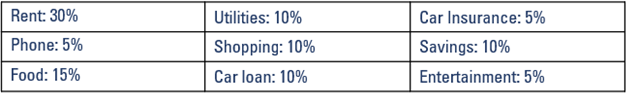 Rent: 30% Utilities: 10% Car Insurance: 5%
Phone: 5% Shopping: 10% Savings: 10%
Food: 15% Car loan: 10% Entertainment: 5%